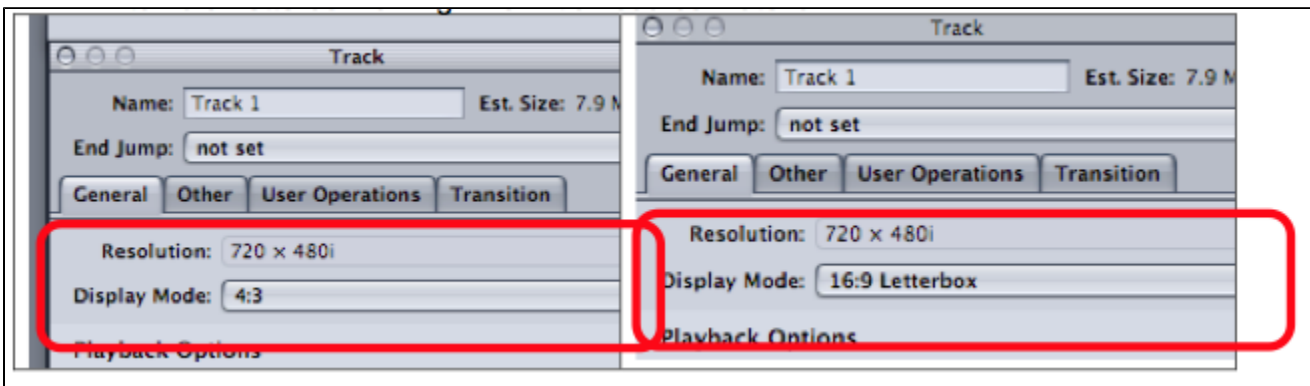 Track
Name: Track 1 Est. Size: 7.9 M
End Jump: not set
General Other User Operations Transition
Resolution: 720 × 480i
Display Mode: 4:3
Playback Options
Track
Name: Track 1 Est. Size: 7.9 M
End Jump: not set
General Other User Operations Transition
Resolution: 720 × 480i
Display Mode: 16:9 Letterbox
Playback Options